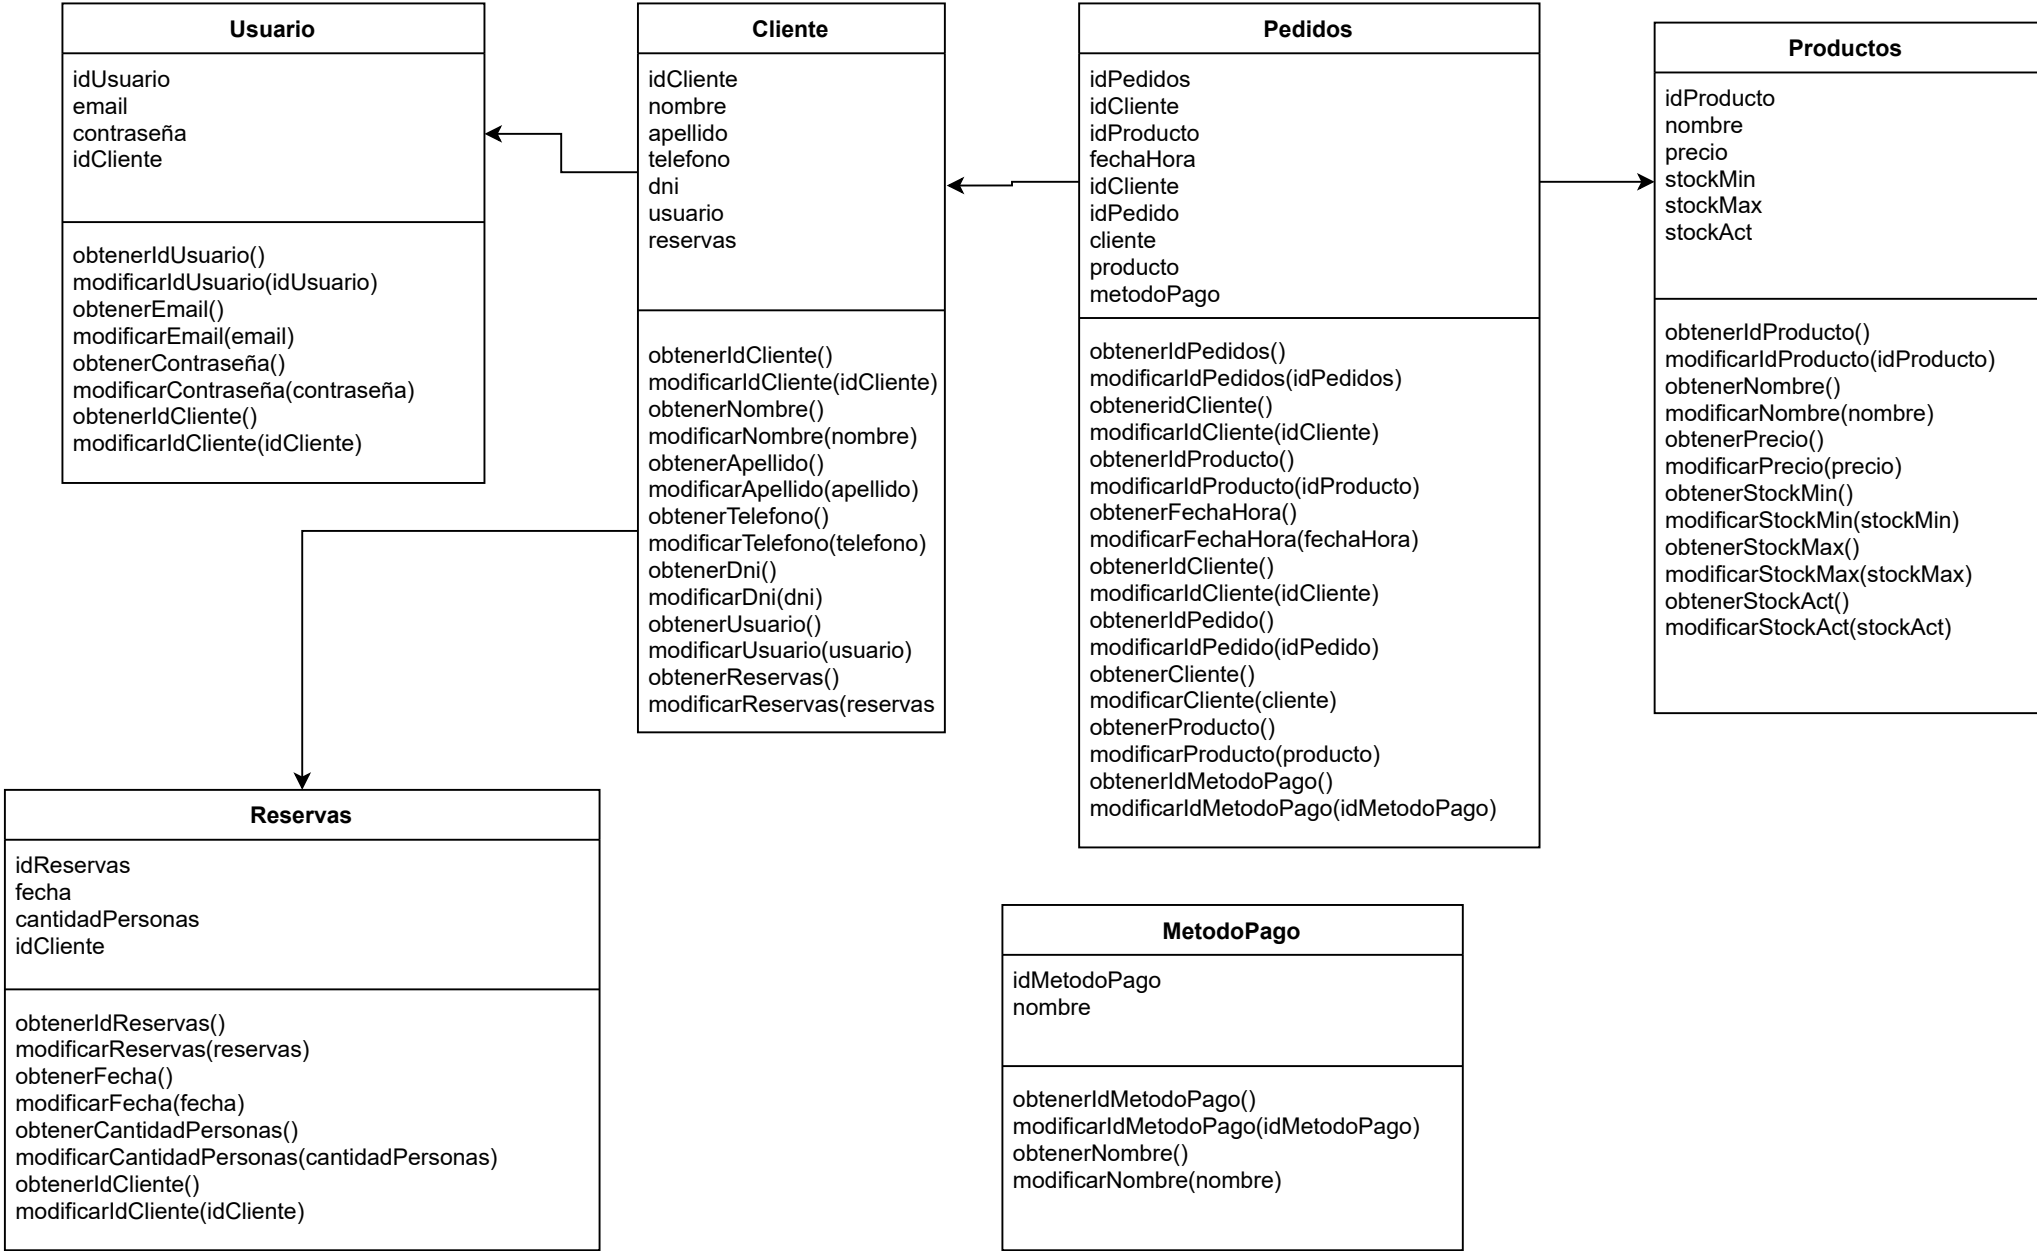 Usuario
idUsuario
email
contraseña
idCliente
obtenerIdUsuario()
modificarIdUsuario(idUsuario)
obtenerEmail()
modificarEmail(email)
obtenerContraseña()
modificarContraseña(contraseña)
obtenerIdCliente()
modificarIdCliente(idCliente)
Cliente
idCliente
nombre
apellido
telefono
dni
usuario
reservas
obtenerIdCliente()
modificarIdCliente(idCliente)
obtenerNombre()
modificarNombre(nombre)
obtenerApellido()
modificarApellido(apellido)
obtenerTelefono()
modificarTelefono(telefono)
obtenerDni()
modificarDni(dni)
obtenerUsuario()
modificarUsuario(usuario)
obtenerReservas()
modificarReservas(reservas
Pedidos
idPedidos
idCliente
idProducto
fechaHora
idCliente
idPedido
cliente
producto
metodoPago
obtenerIdPedidos()
modificarIdPedidos(idPedidos)
obteneridCliente()
modificarIdCliente(idCliente)
obtenerIdProducto()
modificarIdProducto(idProducto)
obtenerFechaHora()
modificarFechaHora(fechaHora)
obtenerIdCliente()
modificarIdCliente(idCliente)
obtenerIdPedido()
modificarIdPedido(idPedido)
obtenerCliente()
modificarCliente(cliente)
obtenerProducto()
modificarProducto(producto)
obtenerIdMetodoPago()
modificarIdMetodoPago(idMetodoPago)
Productos
idProducto
nombre
precio
stockMin
stockMax
stockAct
obtenerIdProducto()
modificarIdProducto(idProducto)
obtenerNombre()
modificarNombre(nombre)
obtenerPrecio()
modificarPrecio(precio)
obtenerStockMin()
modificarStockMin(stockMin)
obtenerStockMax()
modificarStockMax(stockMax)
obtenerStockAct()
modificarStockAct(stockAct)
Reservas
idReservas
fecha
cantidadPersonas
idCliente
obtenerIdReservas()
modificarReservas(reservas)
obtenerFecha()
modificarFecha(fecha)
obtenerCantidadPersonas()
modificarCantidadPersonas(cantidadPersonas)
obtenerIdCliente()
modificarIdCliente(idCliente)
MetodoPago
idMetodoPago
nombre
obtenerIdMetodoPago()
modificarIdMetodoPago(idMetodoPago)
obtenerNombre()
modificarNombre(nombre)